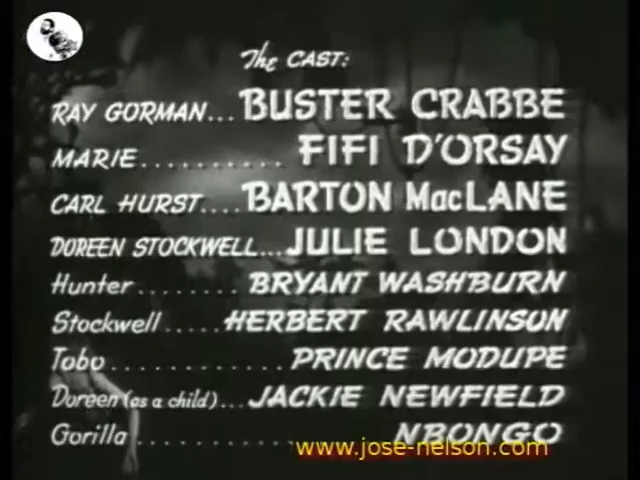 The CAST:
RAY GORMAN...BUSTER CRABBE
MARIE.......... FIFI D'ORSAY
CARL HURST....BARTON MacLANE
DOREEN STOCKWELL...JULIE LONDON
Hunter........ BRYANT WASHBURN
Stockwell.....HERBERT RAWLINSON
Tobo............ PRINCE MODUPE
Doreen (as a child)...JACKIE NEWFIELD
Gorilla............ NBONGO
www.jose-nelson.com